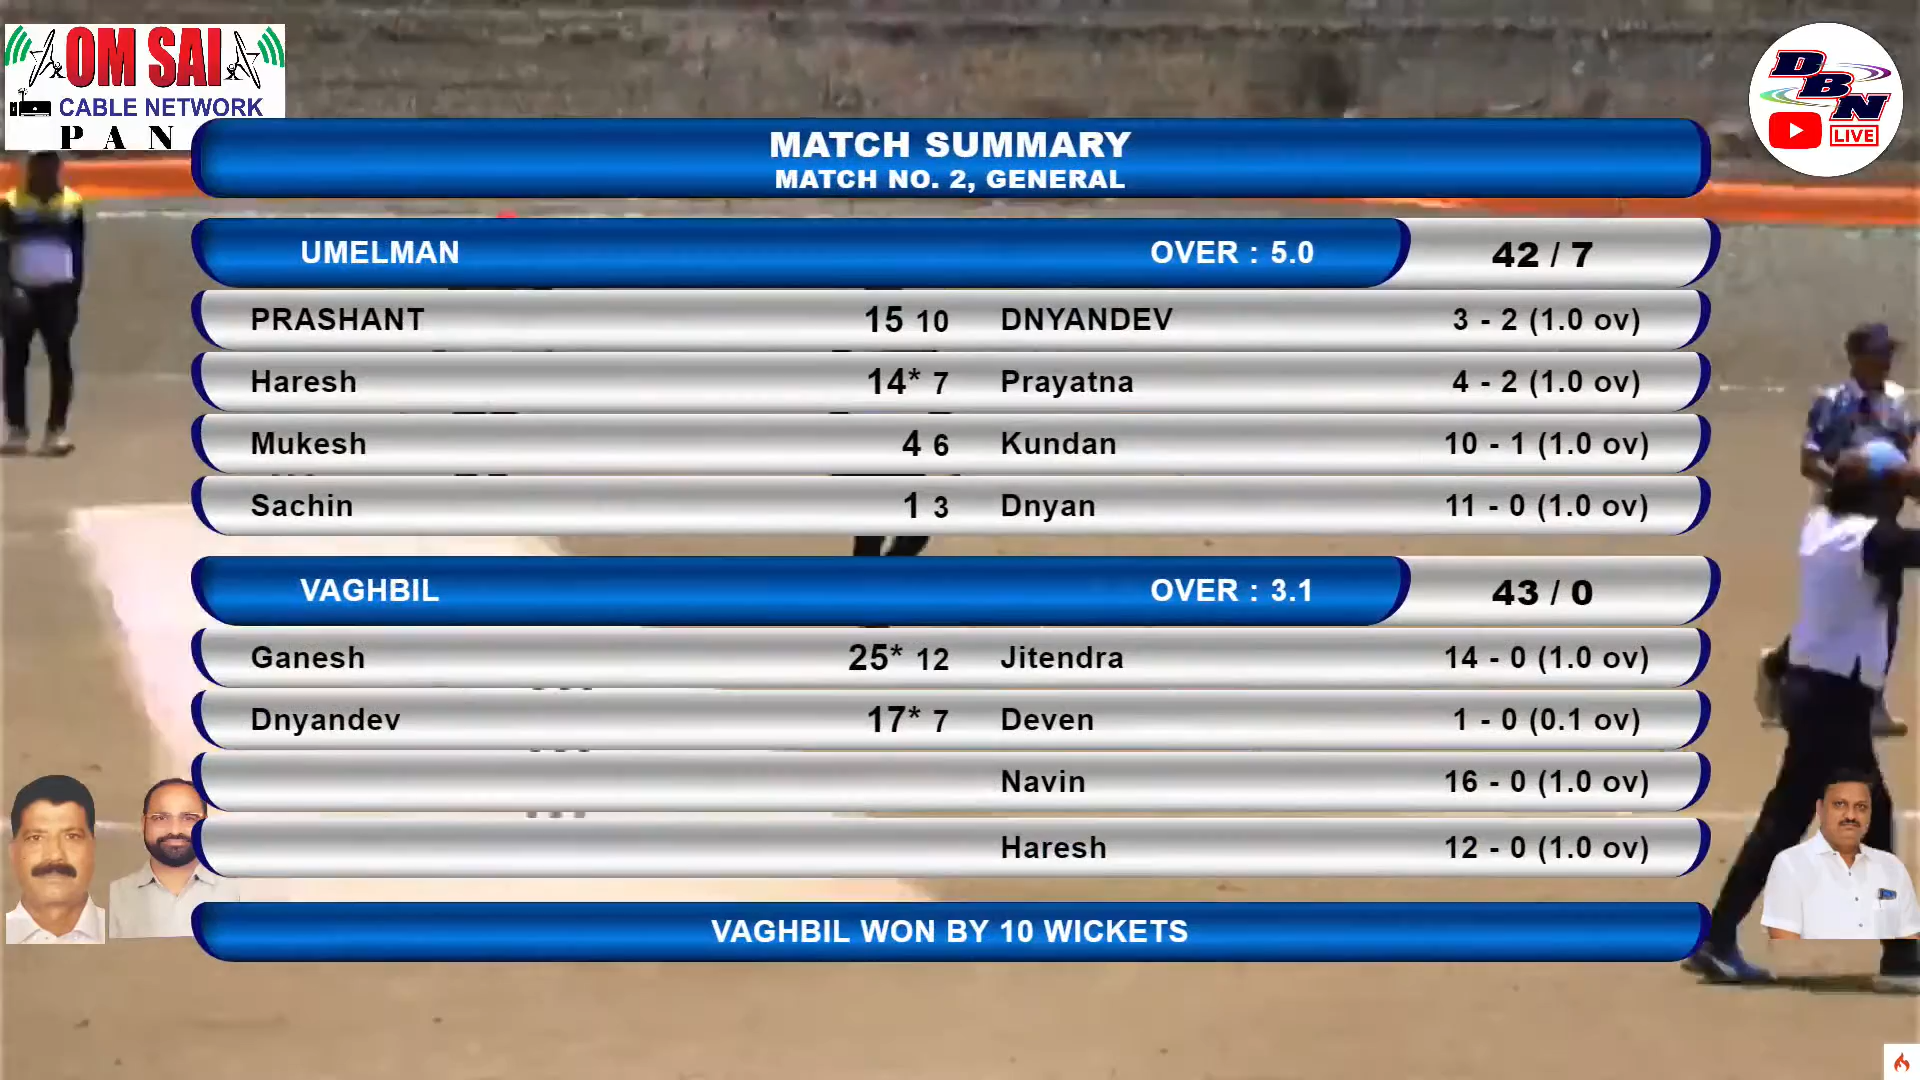 OM SAI
CABLE NETWORK
PAN
DBN
LIVE
MATCH SUMMARY
MATCH NO. 2, GENERAL
UMELMAN OVER : 5.0 42 / 7
PRASHANT 15 10 DNYANDEV 3 - 2 (1.0 ov)
Haresh 14* 7 Prayatna 4 - 2 (1.0 ov)
Mukesh 4 6 Kundan 10 - 1 (1.0 ov)
Sachin 1 3 Dnyan 11 - 0 (1.0 ov)
VAGHBIL OVER : 3.1 43 / 0
Ganesh 25* 12 Jitendra 14 - 0 (1.0 ov)
Dnyandev 17* 7 Deven 1 - 0 (0.1 ov)
Navin 16 - 0 (1.0 ov)
Haresh 12 - 0 (1.0 ov)
VAGHBIL WON BY 10 WICKETS